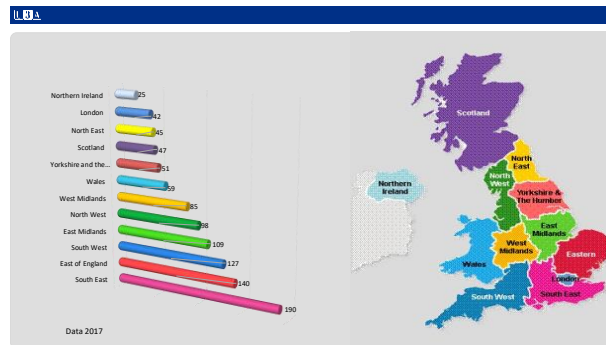 U3A
Northern Ireland 25
London 42
North East 45
Scotland 47
Yorkshire and the... 51
Wales 59
West Midlands 85
North West 98
East Midlands 109
South West 127
East of England 140
South East 190
Data 2017
Scotland
North
East
North
West
Northern
Ireland
Yorkshire &
The Humber
East
Midlands
West
Midlands
Eastern
Wales
London
South West
South East